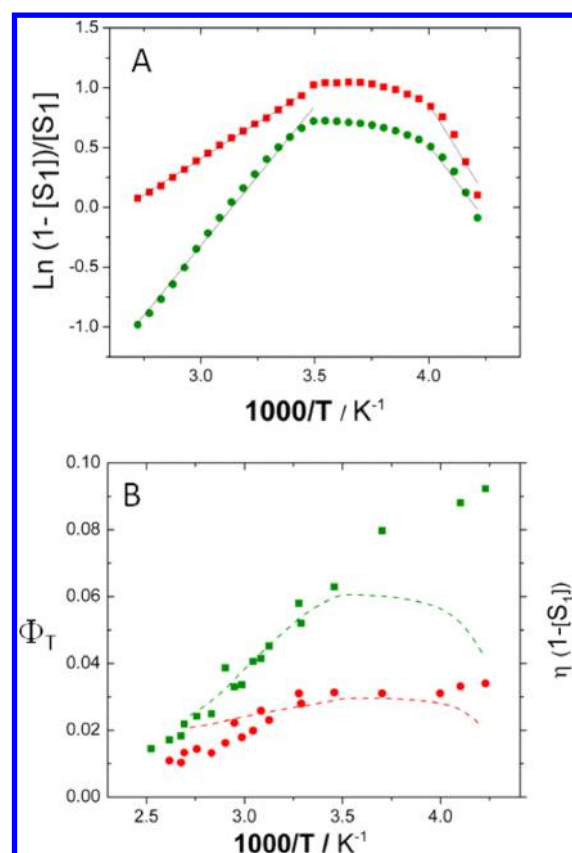 A
Ln (1- [S₁])/[S₁]
1.5
1.0
0.5
0.0
-0.5
-1.0
3.0 3.5 4.0
1000/T / K⁻¹
B
Φ_T
η (1-[S₁])
0.10
0.08
0.06
0.04
0.02
0.00
2.5 3.0 3.5 4.0
1000/T / K⁻¹